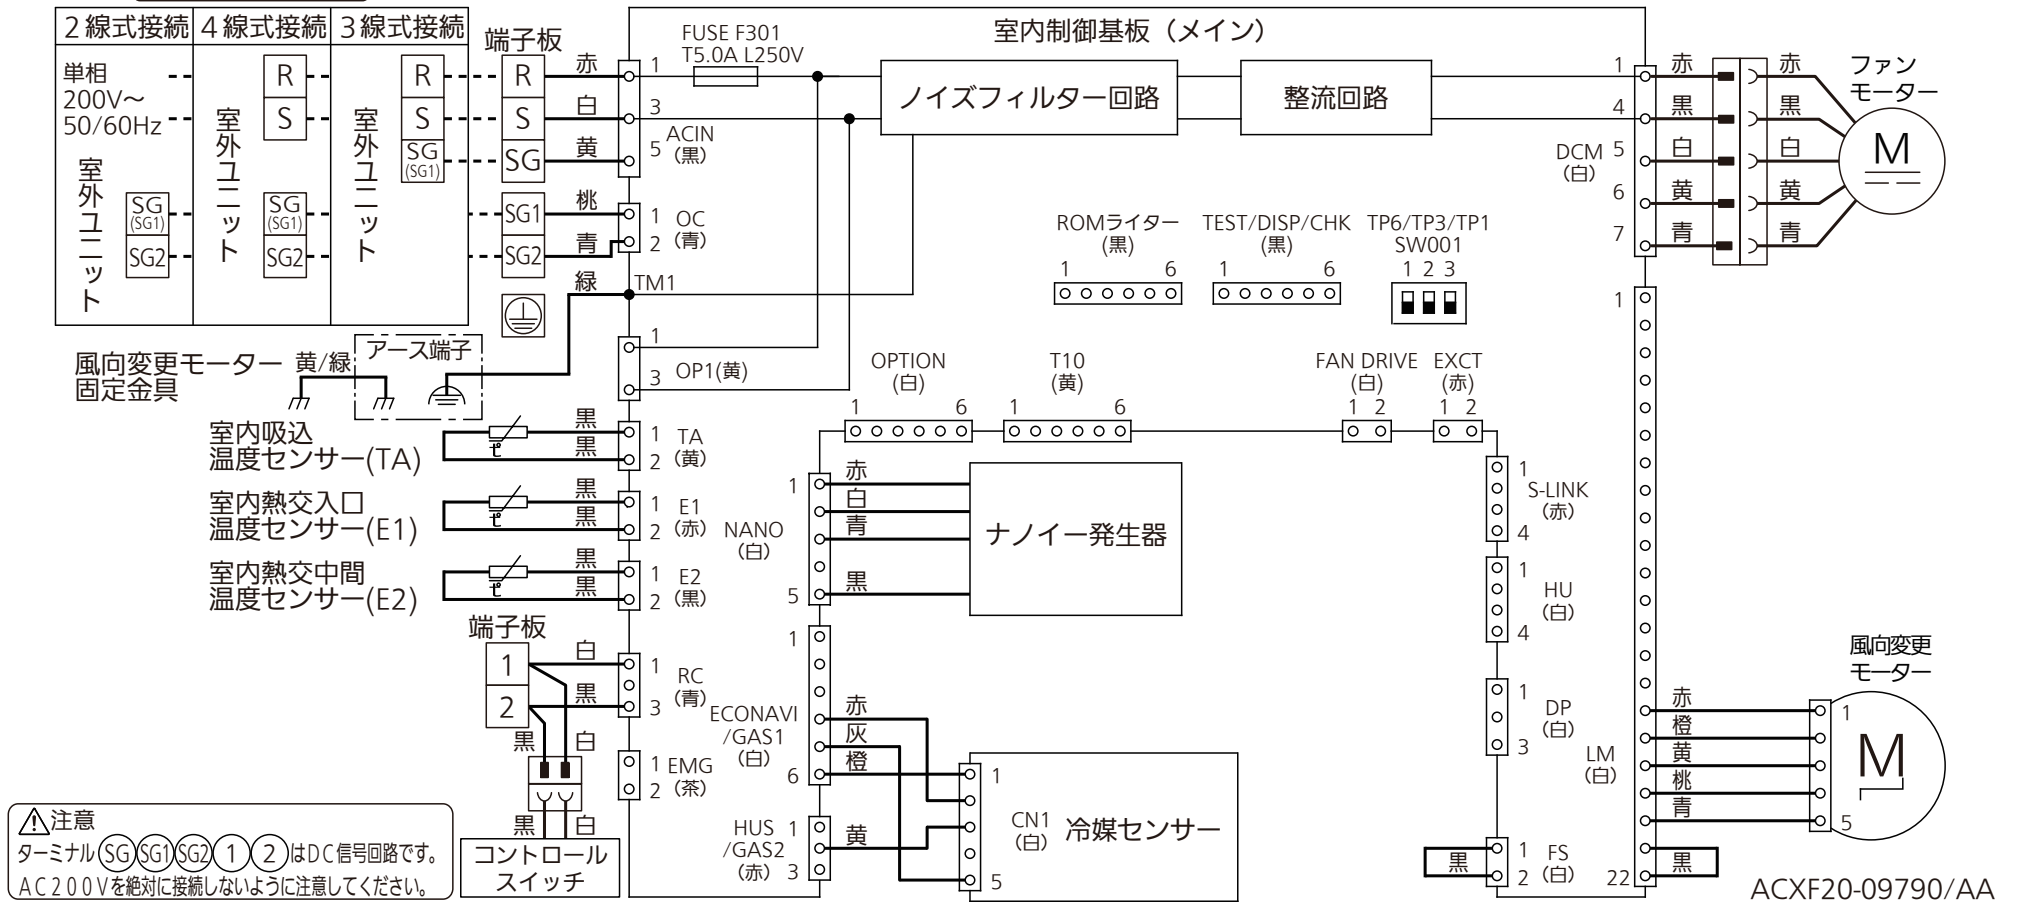 2線式接続
4線式接続
3線式接続
単相
200V～
50/60Hz
室外ユニット
SG
(SG1)
SG2
室外ユニット
R
S
SG
(SG1)
SG2
室外ユニット
R
S
SG
(SG1)
端子板
R
S
SG
SG1
SG2
赤
白
黄
桃
青
緑
1
3
5
ACIN
(黒)
1
2
OC
(青)
TM1
1
3
OP1(黄)
FUSE F301
T5.0A L250V
室内制御基板（メイン）
ノイズフィルター回路
整流回路
1
4
5
6
7
DCM
(白)
赤
黒
白
黄
青
赤
黒
白
黄
青
ファン
モーター
M
ROMライター
(黒)
1
6
TEST/DISP/CHK
(黒)
1
6
TP6/TP3/TP1
SW001
1 2 3
風向変更モーター
固定金具
黄/緑
アース端子
OPTION
(白)
1
6
T10
(黄)
1
6
FAN DRIVE
(白)
1 2
EXCT
(赤)
1 2
室内吸込
温度センサー(TA)
t°
黒
黒
1
2
TA
(黄)
室内熱交入口
温度センサー(E1)
t°
黒
黒
1
2
E1
(赤)
室内熱交中間
温度センサー(E2)
t°
黒
黒
1
2
E2
(黒)
NANO
(白)
1
5
赤
白
青
黒
ナノイー発生器
1
4
S-LINK
(赤)
1
4
HU
(白)
1
3
DP
(白)
端子板
1
2
白
黒
1
3
RC
(青)
黒
白
黒
白
コントロール
スイッチ
1
2
EMG
(茶)
ECONAVI
/GAS1
(白)
1
6
赤
灰
橙
HUS
/GAS2
(赤)
1
3
黄
1
5
CN1
(白)
冷媒センサー
1
22
LM
(白)
赤
橙
黄
桃
青
1
5
風向変更
モーター
M
黒
黒
1
2
FS
(白)
注意
ターミナル SG SG1 SG2 1 2 はDC信号回路です。
AC200Vを絶対に接続しないように注意してください。
ACXF20-09790/AA